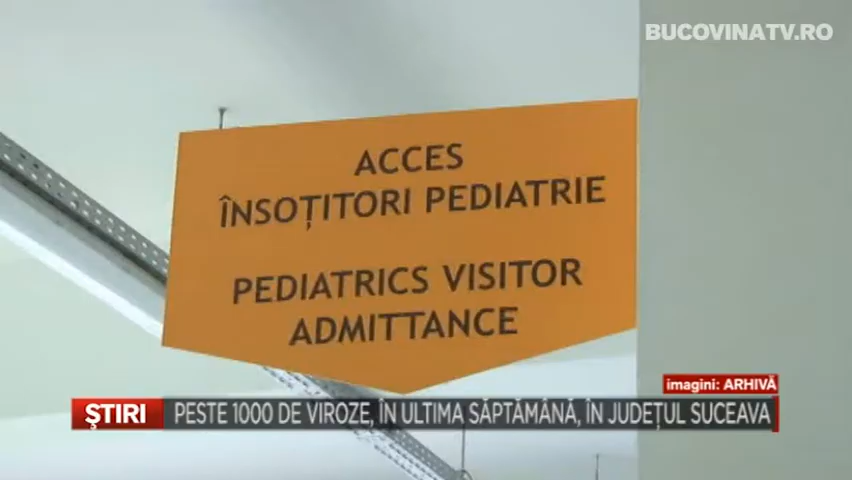 BUCOVINATV.RO
ACCES
ÎNSOȚITORI PEDIATRIE
PEDIATRICS VISITOR
ADMITTANCE
imagini: ARHIVĂ
ŞTIRI PESTE 1000 DE VIROZE, ÎN ULTIMA SĂPTĂMÂNĂ, ÎN JUDEȚUL SUCEAVA